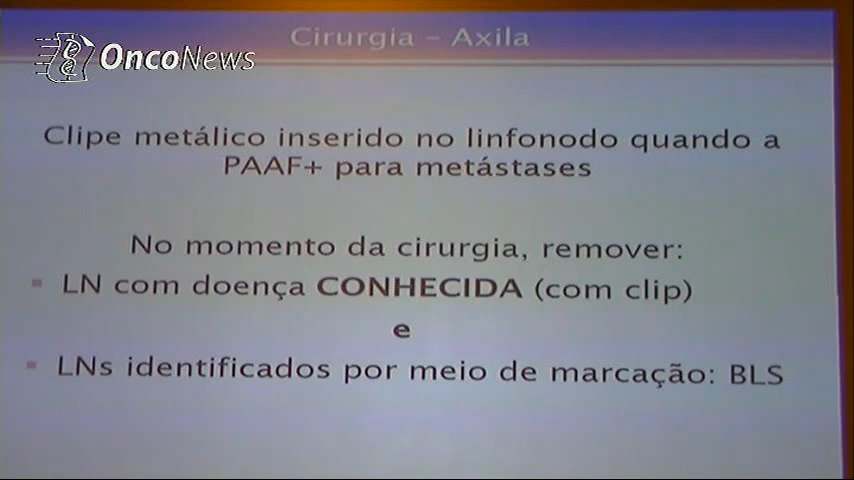 Cirurgia – Axila
OncoNews
Clipe metálico inserido no linfonodo quando a
PAAF+ para metástases
No momento da cirurgia, remover:
LN com doença CONHECIDA (com clip)
e
LNs identificados por meio de marcação: BLS